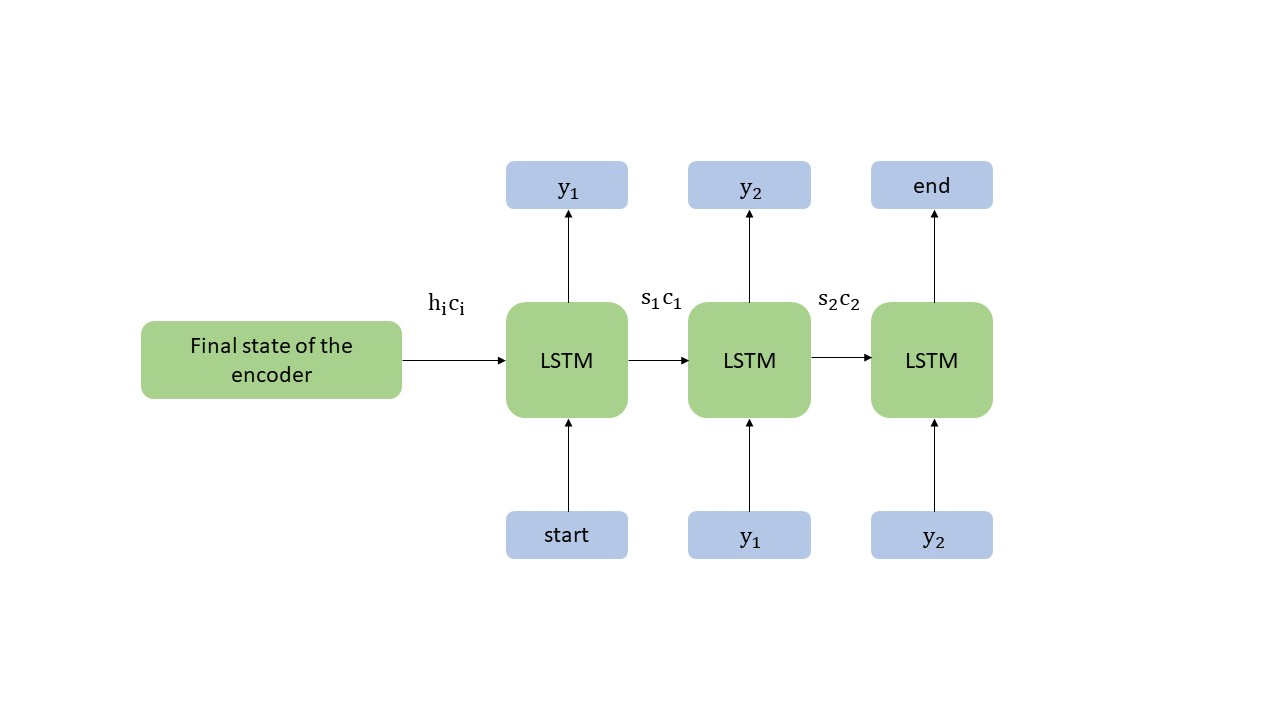 y₁
y₂
end
hᵢcᵢ
s₁c₁
s₂c₂
Final state of the
encoder
LSTM
LSTM
LSTM
start
y₁
y₂